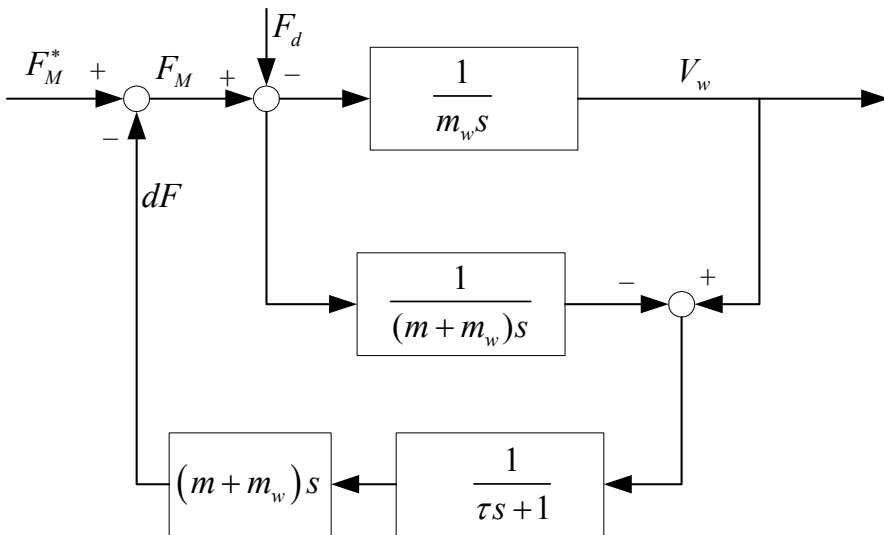 F_d
F_M^* + F_M + −
1/(m_w s)
V_w
−
dF
1/((m + m_w)s)
− +
(m + m_w)s
1/(τs + 1)